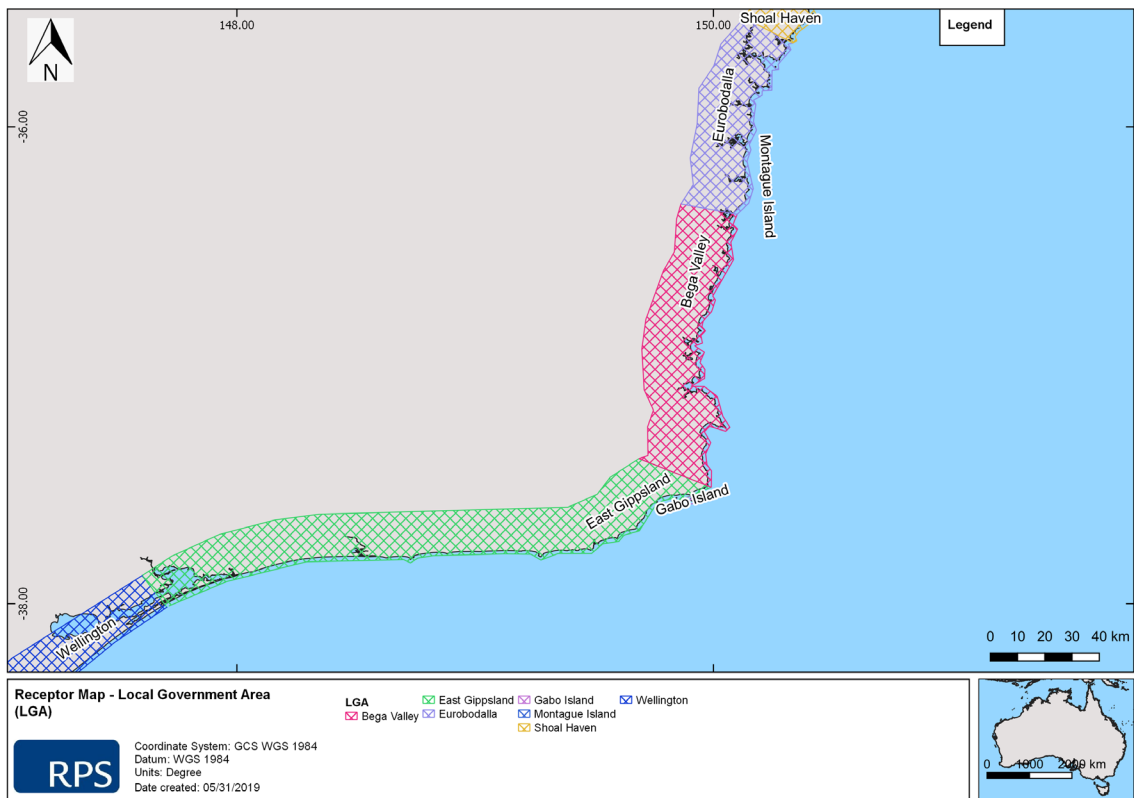 148.00
150.00
Shoal Haven
Legend
N
-36.00
Eurobodalla
Montague Island
Bega Valley
East Gippsland
Gabo Island
-38.00
Wellington
0 10 20 30 40 km
Receptor Map - Local Government Area
(LGA)
LGA
Bega Valley
East Gippsland
Eurobodalla
Gabo Island
Montague Island
Shoal Haven
Wellington
RPS
Coordinate System: GCS WGS 1984
Datum: WGS 1984
Units: Degree
Date created: 05/31/2019
0 1000 2000 km